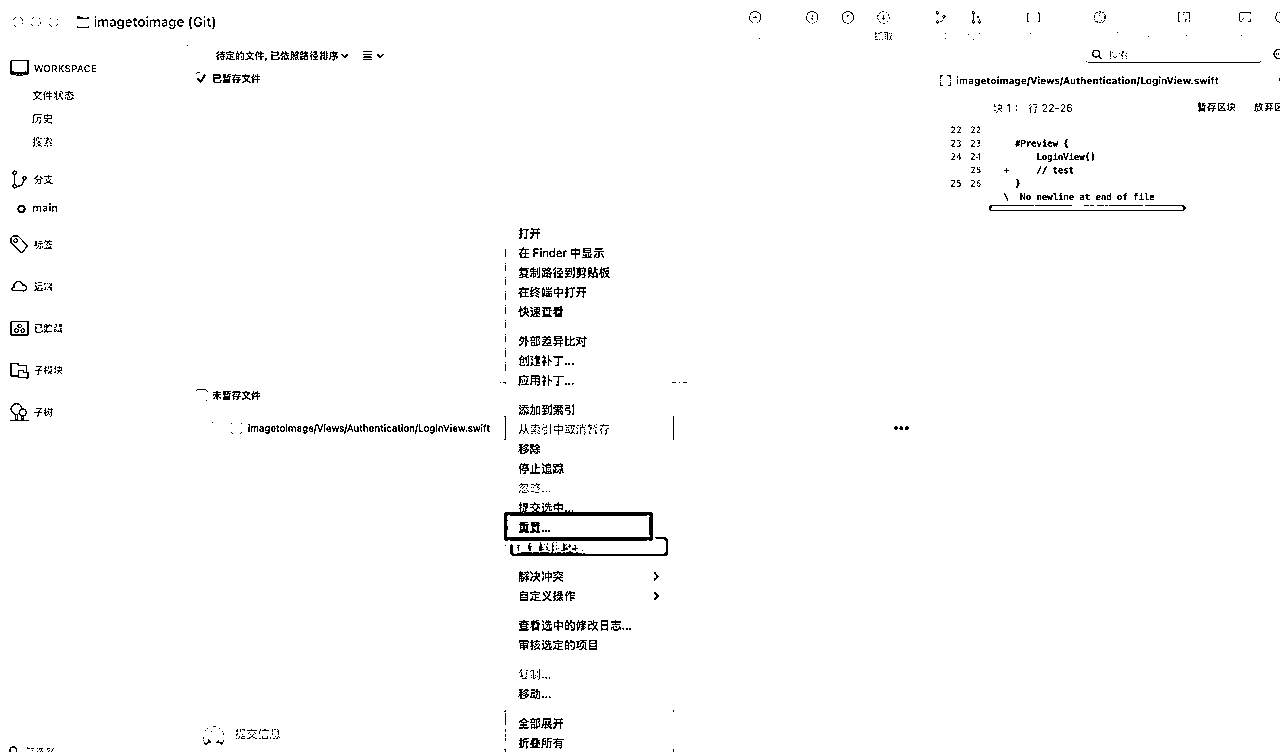 imagetoimage (Git)
抓取
WORKSPACE
文件状态
历史
搜索
分支
main
标签
远端
已贮藏
子模块
子树
待定的文件, 已依照路径排序
已暂存文件
未暂存文件
imagetoimage/Views/Authentication/LoginView.swift
提交信息
打开
在 Finder 中显示
复制路径到剪贴板
在终端中打开
快速查看
外部差异比对
创建补丁...
应用补丁...
添加到索引
从索引中取消暂存
移除
停止追踪
忽略...
提交选中...
重置...
解决冲突
自定义操作
查看选中的修改日志...
审核选定的项目
复制...
移动...
全部展开
折叠所有
搜索
imagetoimage/Views/Authentication/LoginView.swift
块 1： 行 22-26
暂存区块
放弃区
22 22
23 23 #Preview {
24 24 LoginView()
25 + // test
25 26 }
\ No newline at end of file